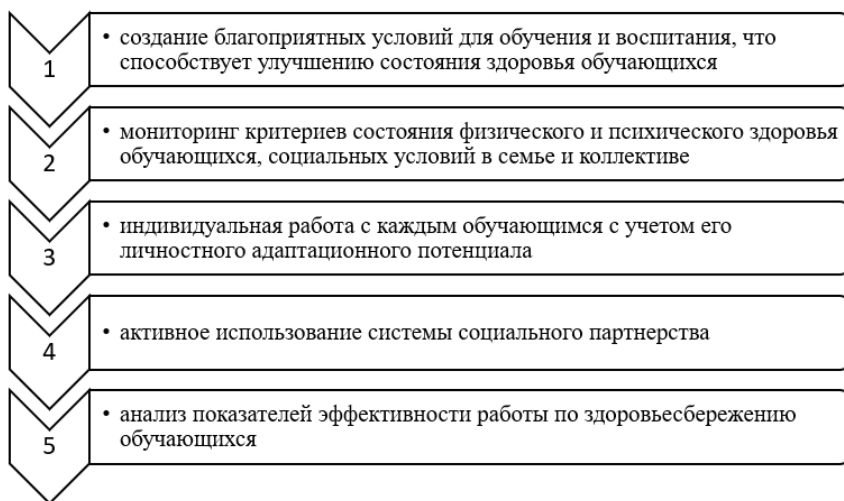 1
• создание благоприятных условий для обучения и воспитания, что
способствует улучшению состояния здоровья обучающихся
2
• мониторинг критериев состояния физического и психического здоровья
обучающихся, социальных условий в семье и коллективе
3
• индивидуальная работа с каждым обучающимся с учетом его
личностного адаптационного потенциала
4
• активное использование системы социального партнерства
5
• анализ показателей эффективности работы по здоровьесбережению
обучающихся